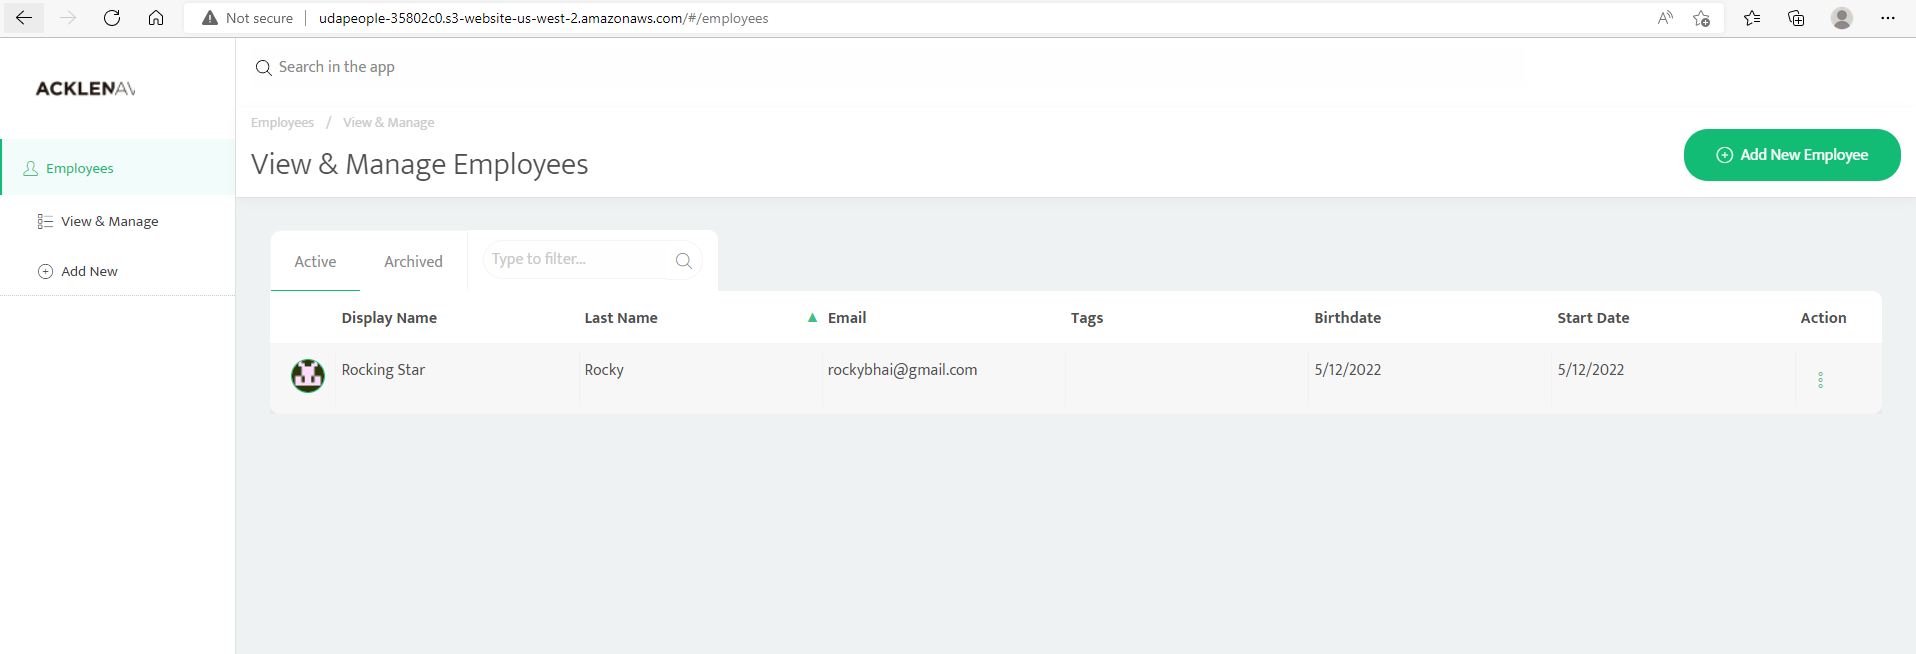 Not secure
udapeople-35802c0.s3-website-us-west-2.amazonaws.com/#/employees
ACKLENAV
Search in the app
Employees / View & Manage
View & Manage Employees
Add New Employee
Employees
View & Manage
Add New
Active Archived Type to filter...
Display Name Last Name Email Tags Birthdate Start Date Action
Rocking Star Rocky rockybhai@gmail.com 5/12/2022 5/12/2022